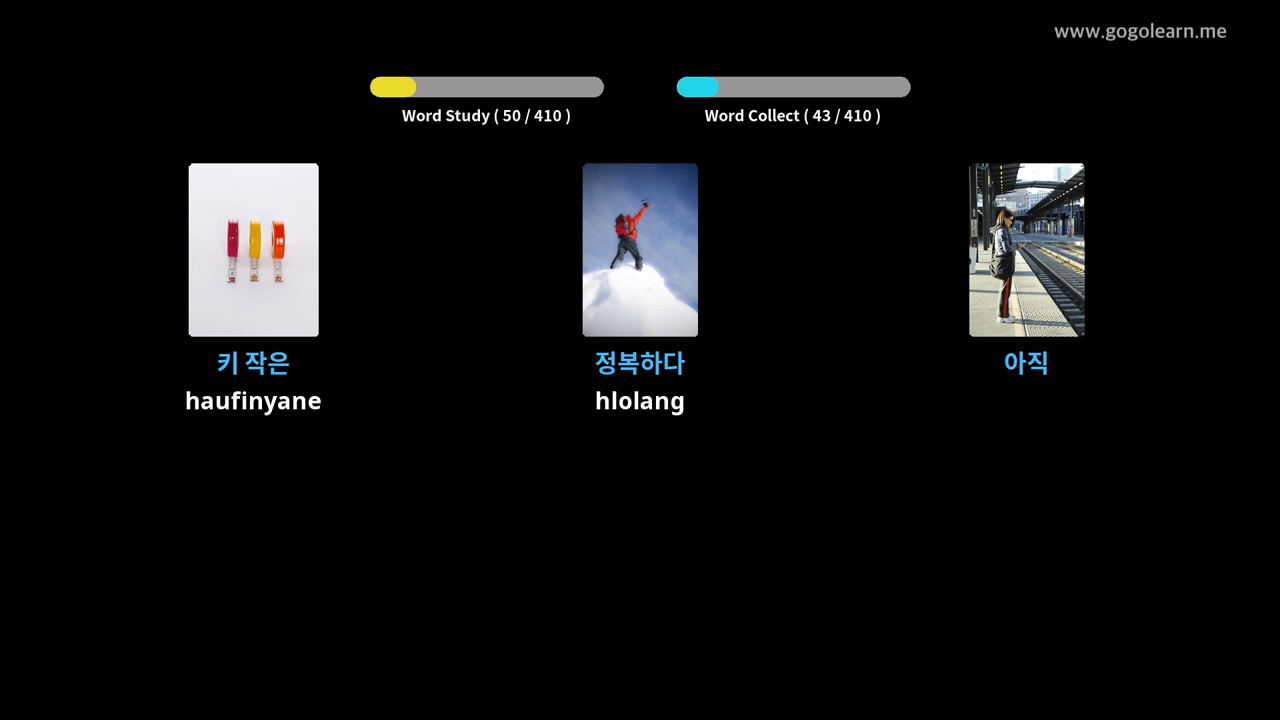 www.gogolearn.me
Word Study ( 50 / 410 )
Word Collect ( 43 / 410 )
키 작은
정복하다
아직
haufinyane
hlolang